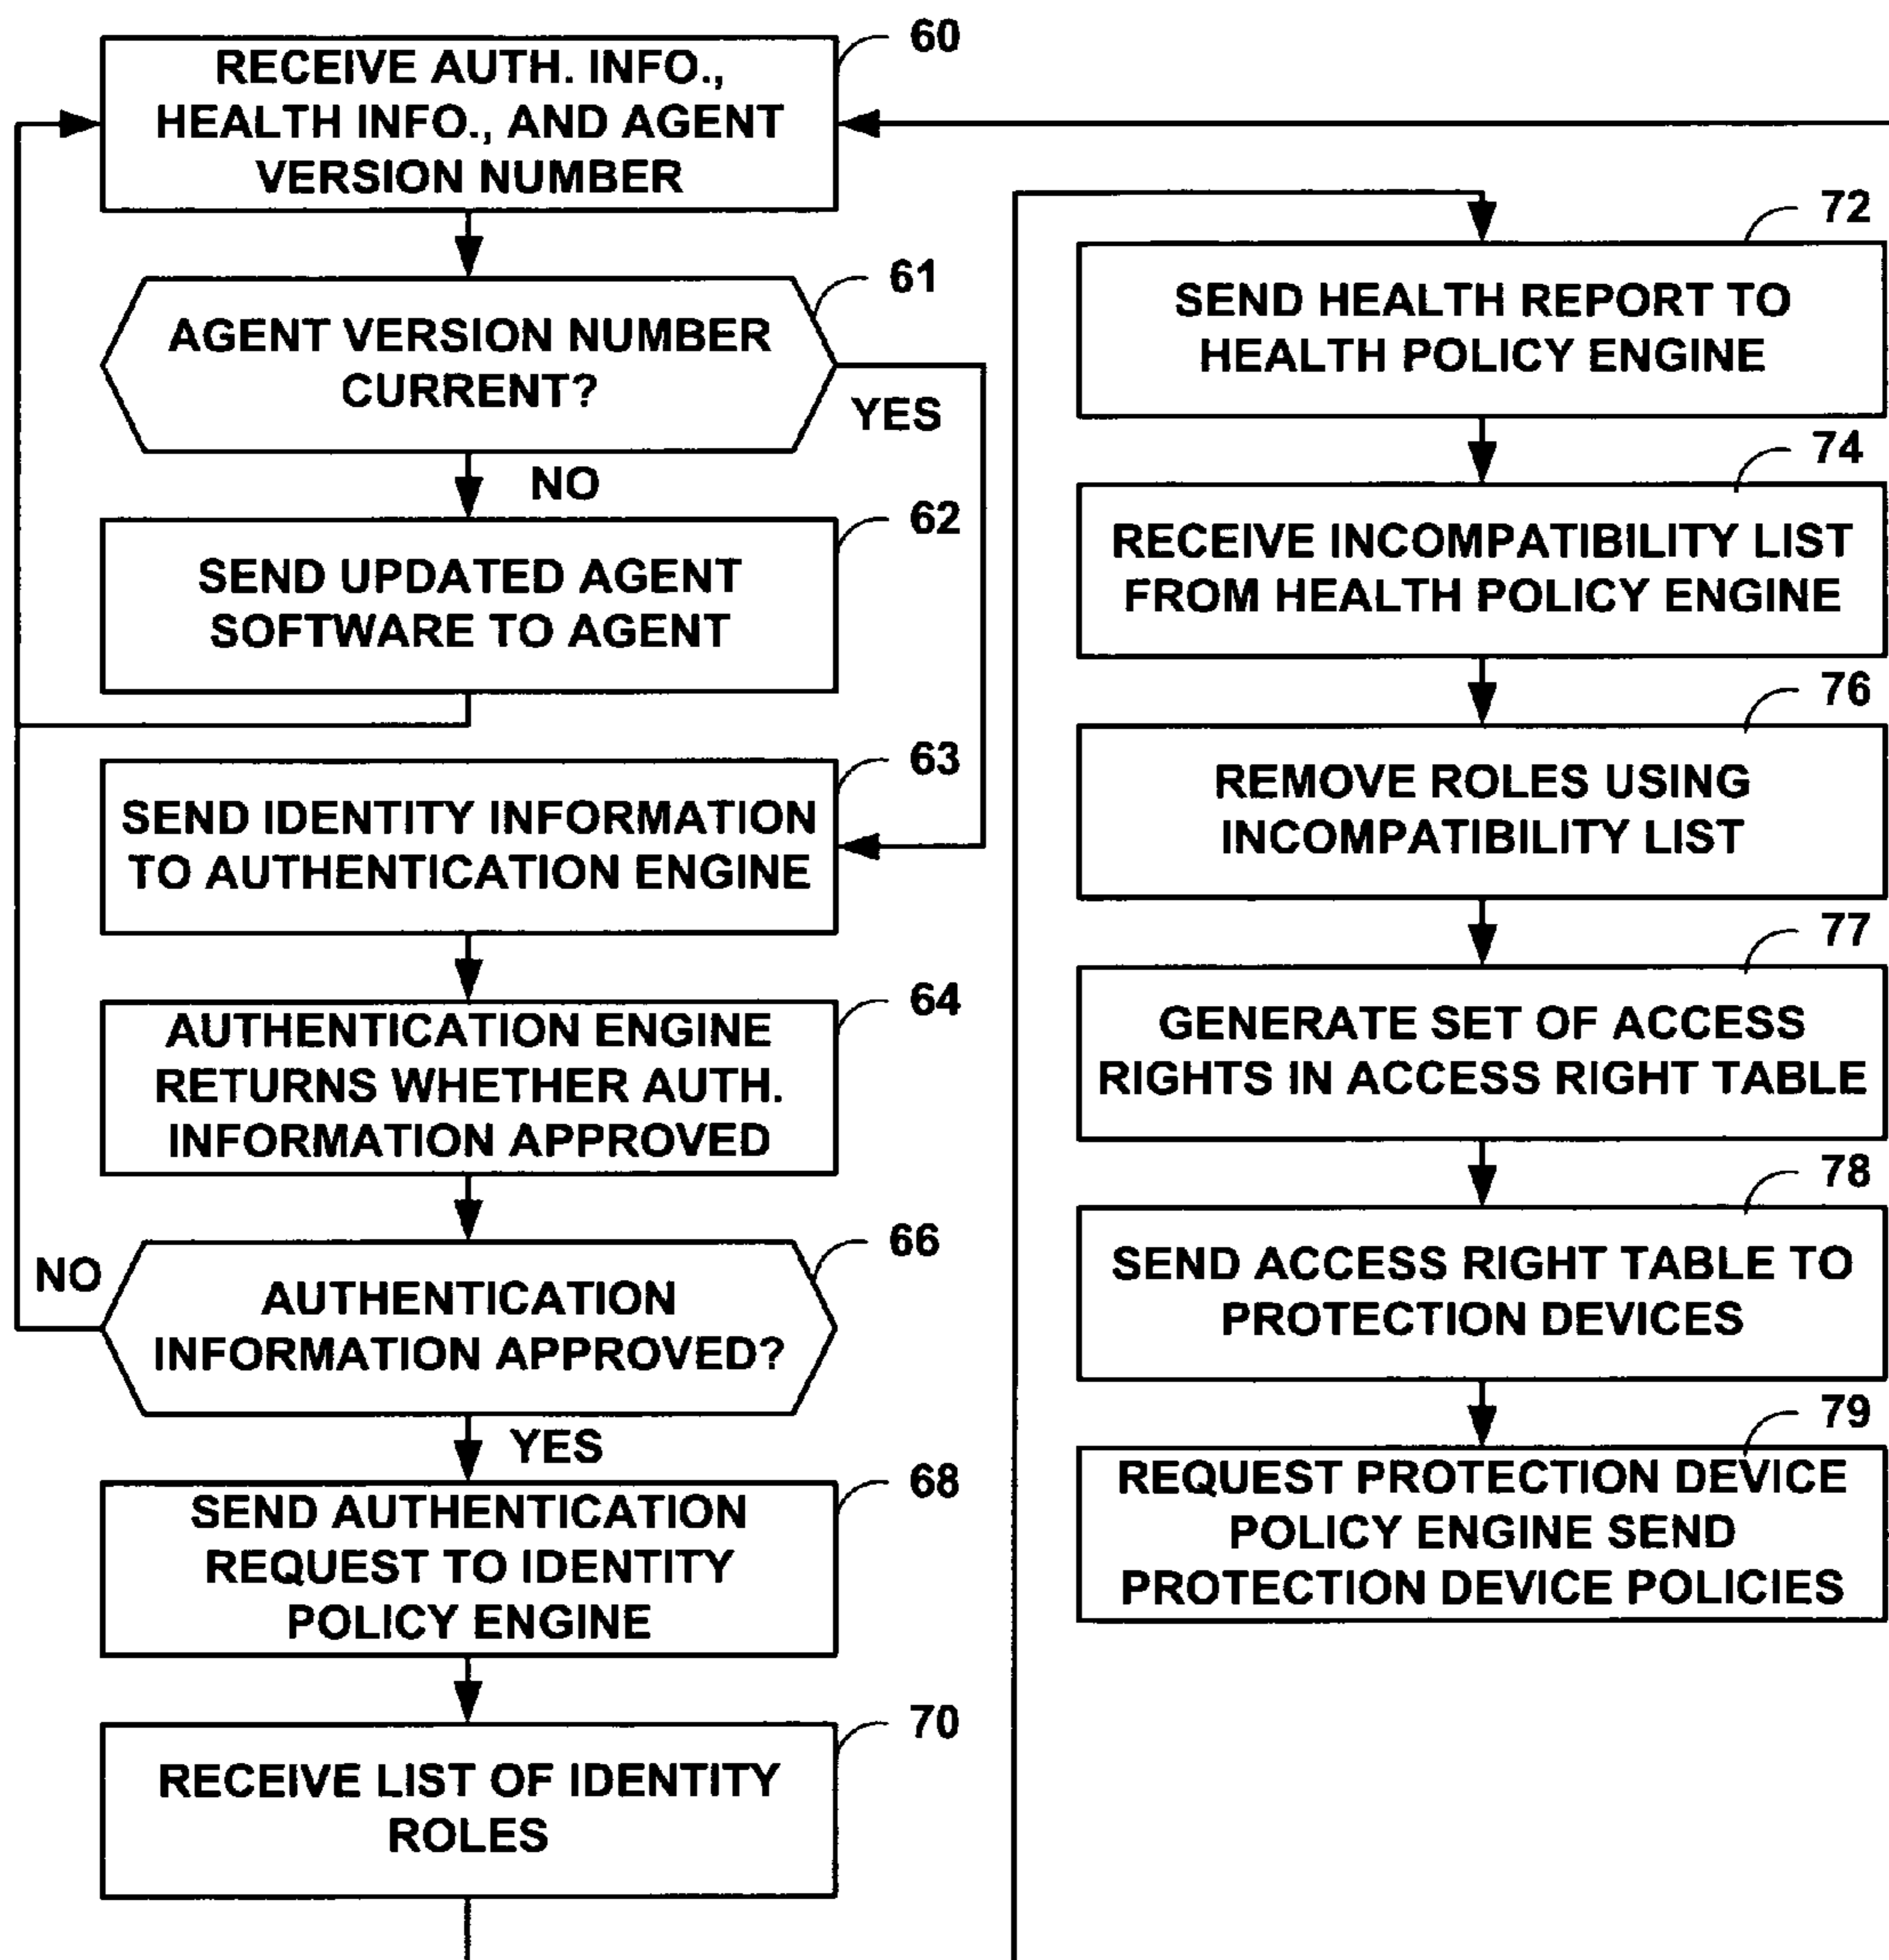 60
RECEIVE AUTH. INFO.,
HEALTH INFO., AND AGENT
VERSION NUMBER
61
AGENT VERSION NUMBER
CURRENT?
YES
NO
62
SEND UPDATED AGENT
SOFTWARE TO AGENT
63
SEND IDENTITY INFORMATION
TO AUTHENTICATION ENGINE
64
AUTHENTICATION ENGINE
RETURNS WHETHER AUTH.
INFORMATION APPROVED
66
NO
AUTHENTICATION
INFORMATION APPROVED?
YES
68
SEND AUTHENTICATION
REQUEST TO IDENTITY
POLICY ENGINE
70
RECEIVE LIST OF IDENTITY
ROLES
72
SEND HEALTH REPORT TO
HEALTH POLICY ENGINE
74
RECEIVE INCOMPATIBILITY LIST
FROM HEALTH POLICY ENGINE
76
REMOVE ROLES USING
INCOMPATIBILITY LIST
77
GENERATE SET OF ACCESS
RIGHTS IN ACCESS RIGHT TABLE
78
SEND ACCESS RIGHT TABLE TO
PROTECTION DEVICES
79
REQUEST PROTECTION DEVICE
POLICY ENGINE SEND
PROTECTION DEVICE POLICIES